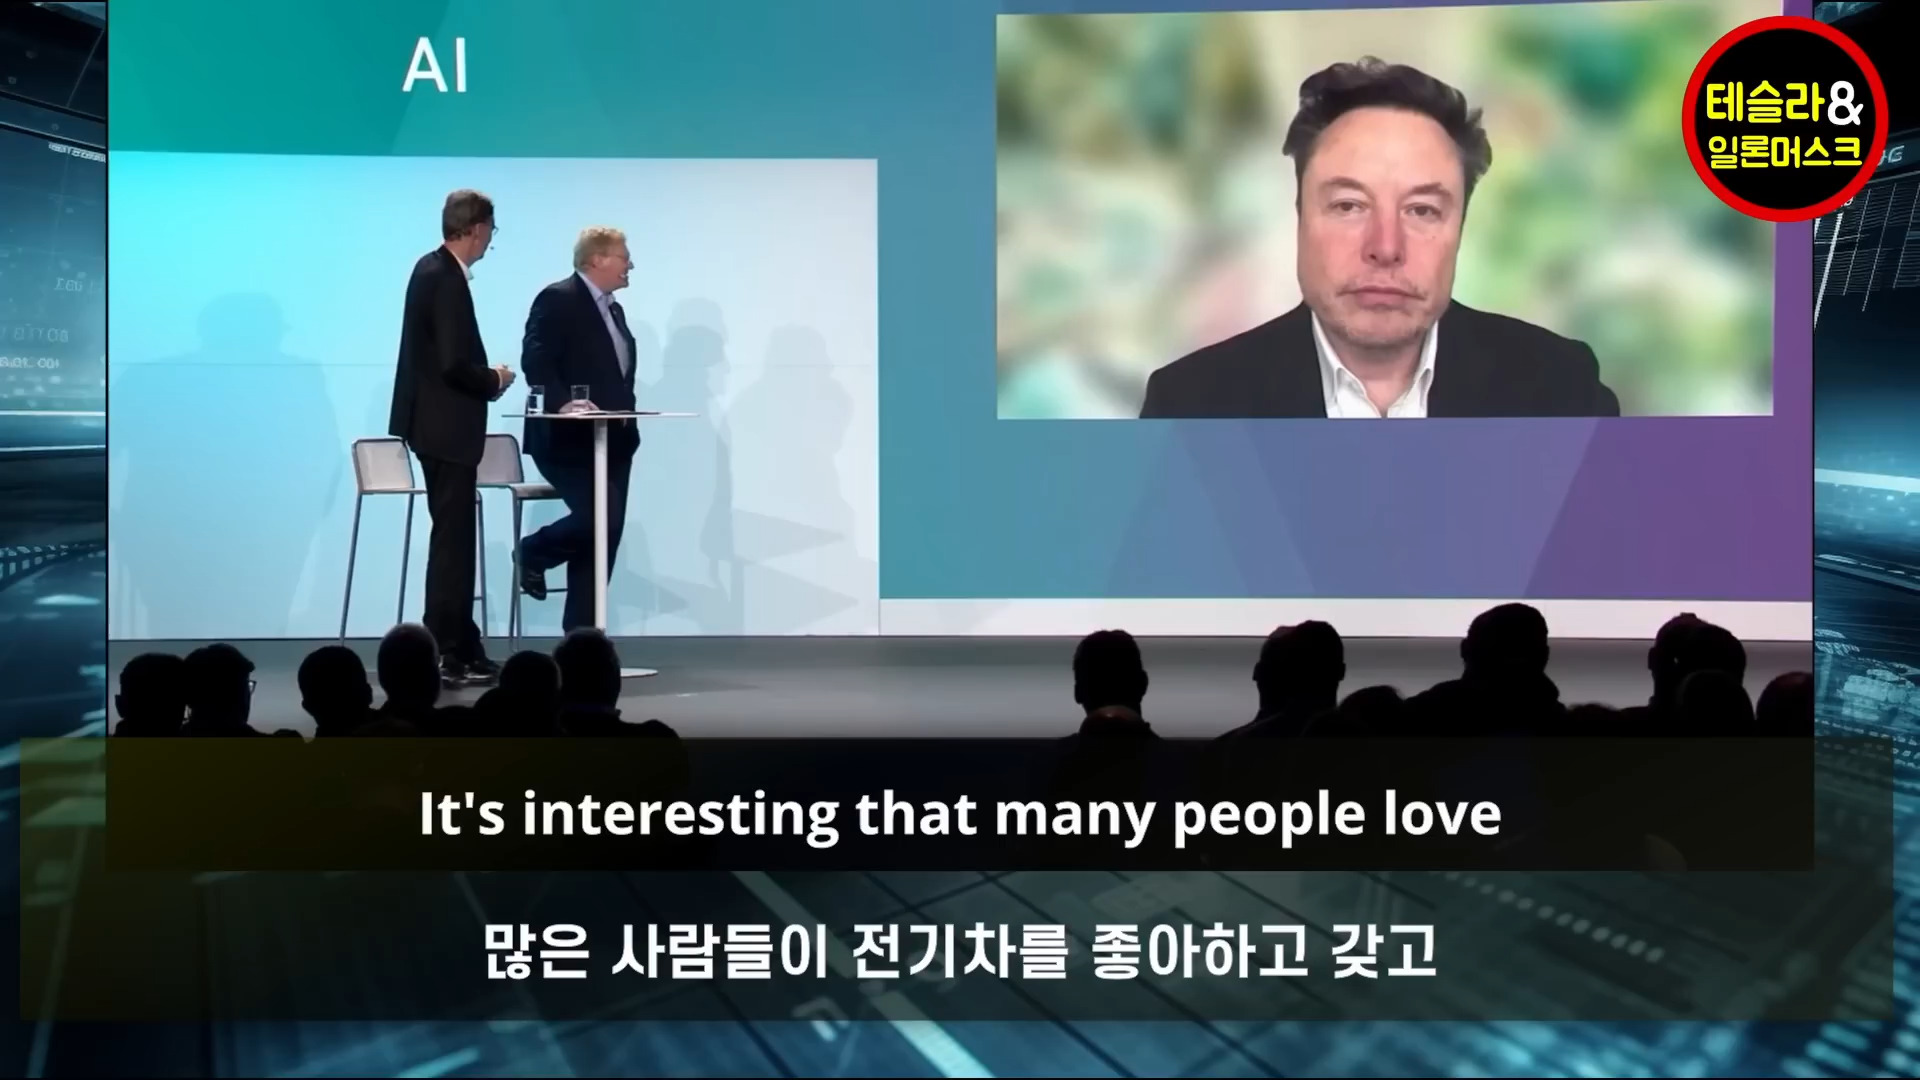 AI
테슬라&
일론머스크
It's interesting that many people love
많은 사람들이 전기차를 좋아하고 갖고